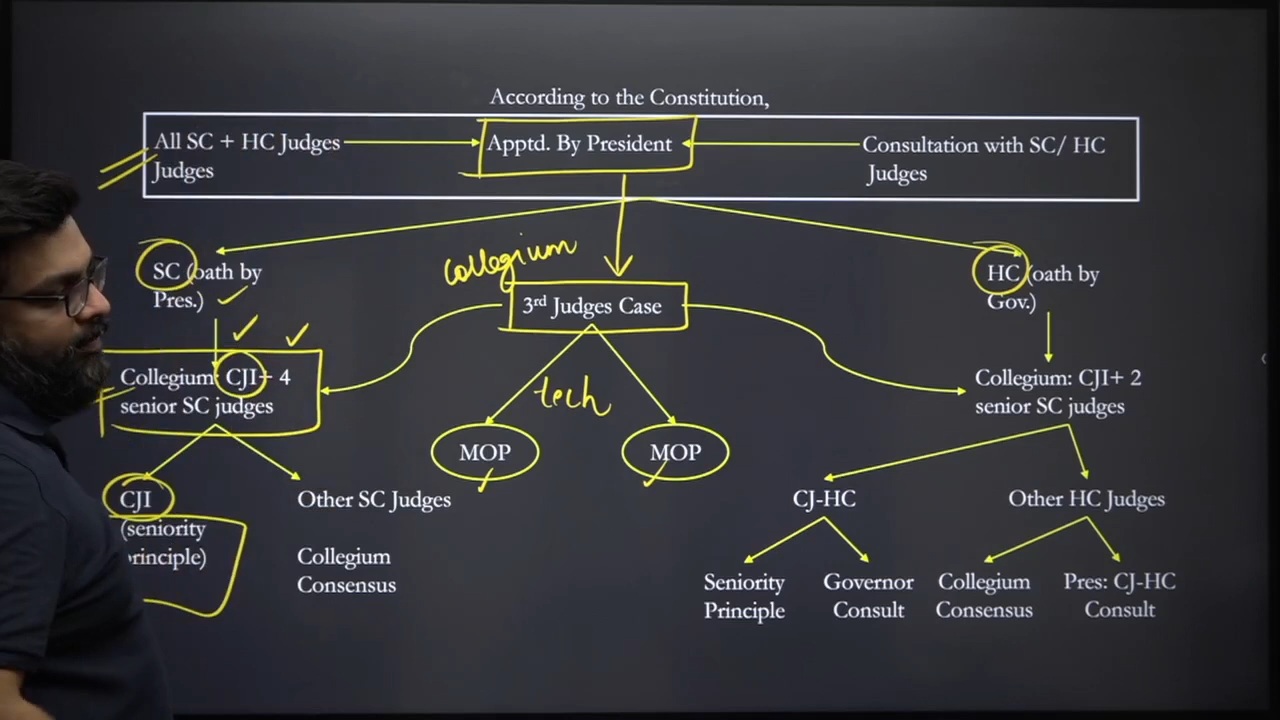 According to the Constitution,
All SC + HC Judges
Judges
Apptd. By President
Consultation with SC/ HC
Judges
SC (oath by
Pres.)
collegium
3rd Judges Case
HC (oath by
Gov.)
Collegium: CJI+ 4
senior SC judges
tech
Collegium: CJI+ 2
senior SC judges
MOP
MOP
CJI
(seniority
rinciple)
Other SC Judges
Collegium
Consensus
CJ-HC
Other HC Judges
Seniority
Principle
Governor
Consult
Collegium
Consensus
Pres: CJ-HC
Consult